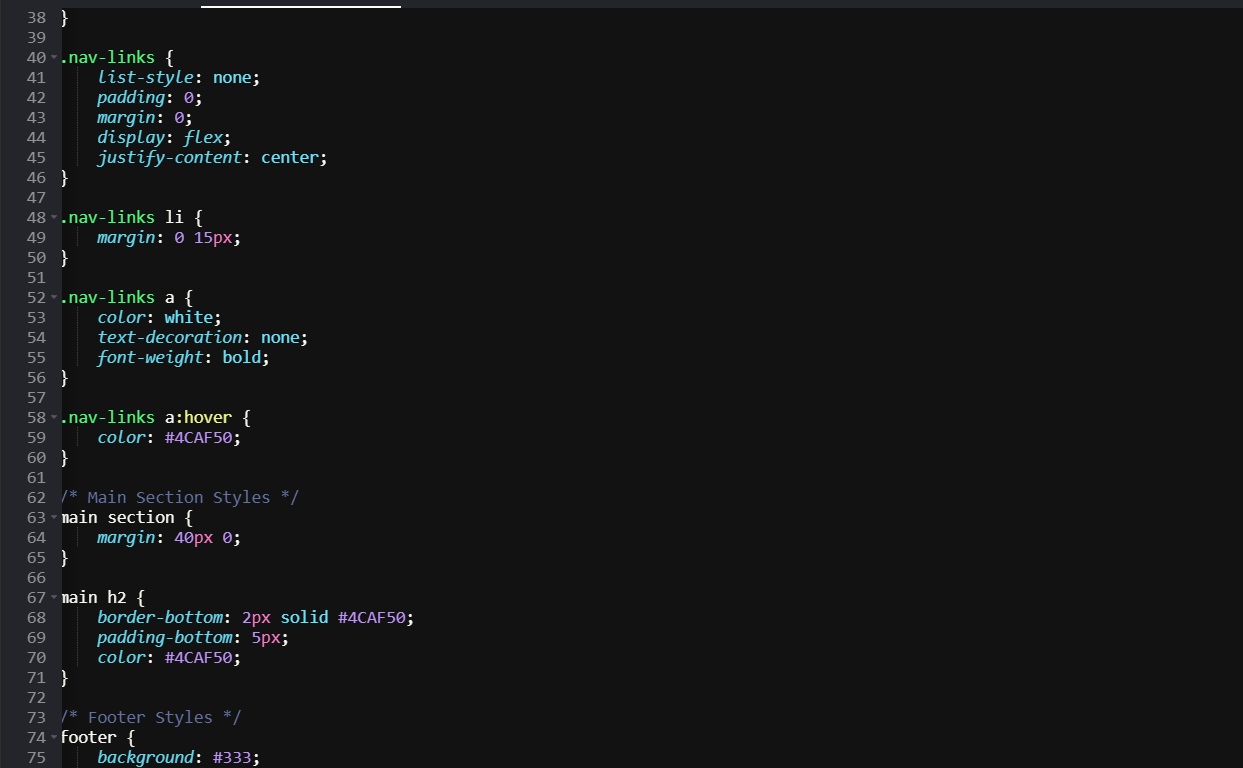 38 }
39
40 .nav-links {
41     list-style: none;
42     padding: 0;
43     margin: 0;
44     display: flex;
45     justify-content: center;
46 }
47
48 .nav-links li {
49     margin: 0 15px;
50 }
51
52 .nav-links a {
53     color: white;
54     text-decoration: none;
55     font-weight: bold;
56 }
57
58 .nav-links a:hover {
59     color: #4CAF50;
60 }
61
62 /* Main Section Styles */
63 main section {
64     margin: 40px 0;
65 }
66
67 main h2 {
68     border-bottom: 2px solid #4CAF50;
69     padding-bottom: 5px;
70     color: #4CAF50;
71 }
72
73 /* Footer Styles */
74 footer {
75     background: #333;